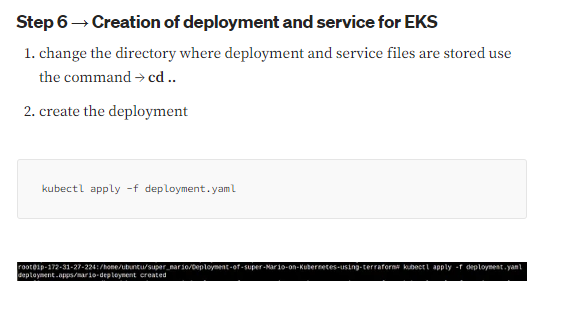 Step 6 → Creation of deployment and service for EKS
1. change the directory where deployment and service files are stored use
the command → cd ..
2. create the deployment
kubectl apply -f deployment.yaml
root@ip-172-31-27-224:/home/ubuntu/super_mario/Deployment-of-super-Mario-on-Kubernetes-using-terraform# kubectl apply -f deployment.yaml
deployment.apps/mario-deployment created